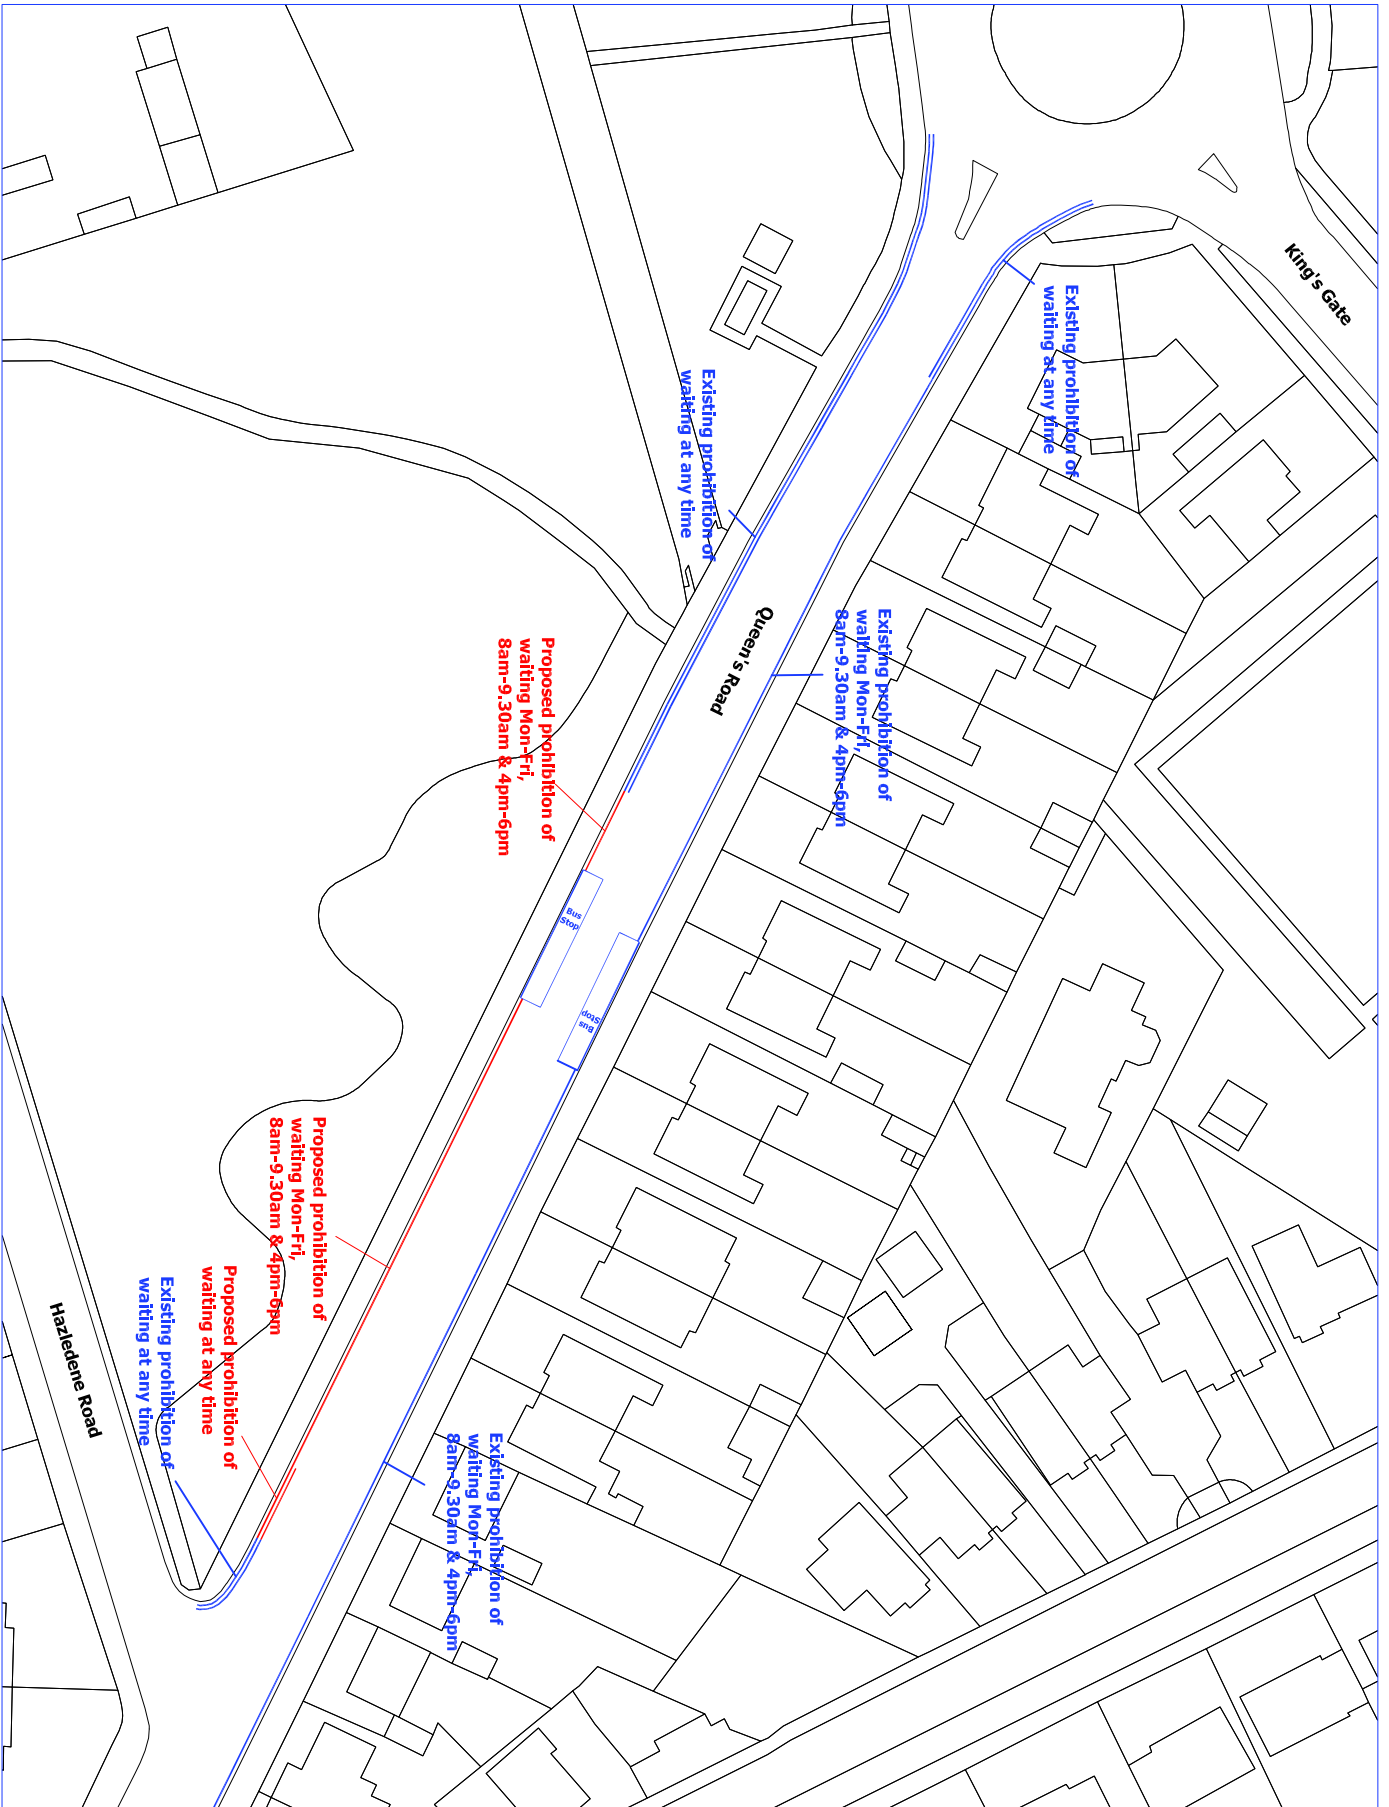 King's Gate
Existing prohibition of
waiting at any time
Existing prohibition of
waiting at any time
Queen's Road
Existing prohibition of
waiting Mon-Fri,
8am-9.30am & 4pm-6pm
Proposed prohibition of
waiting Mon-Fri,
8am-9.30am & 4pm-6pm
Bus
Stop
Bus
Stop
Proposed prohibition of
waiting Mon-Fri,
8am-9.30am & 4pm-6pm
Proposed prohibition of
waiting at any time
Existing prohibition of
waiting at any time
Hazledene Road
Existing prohibition of
waiting Mon-Fri,
8am-9.30am & 4pm-6pm